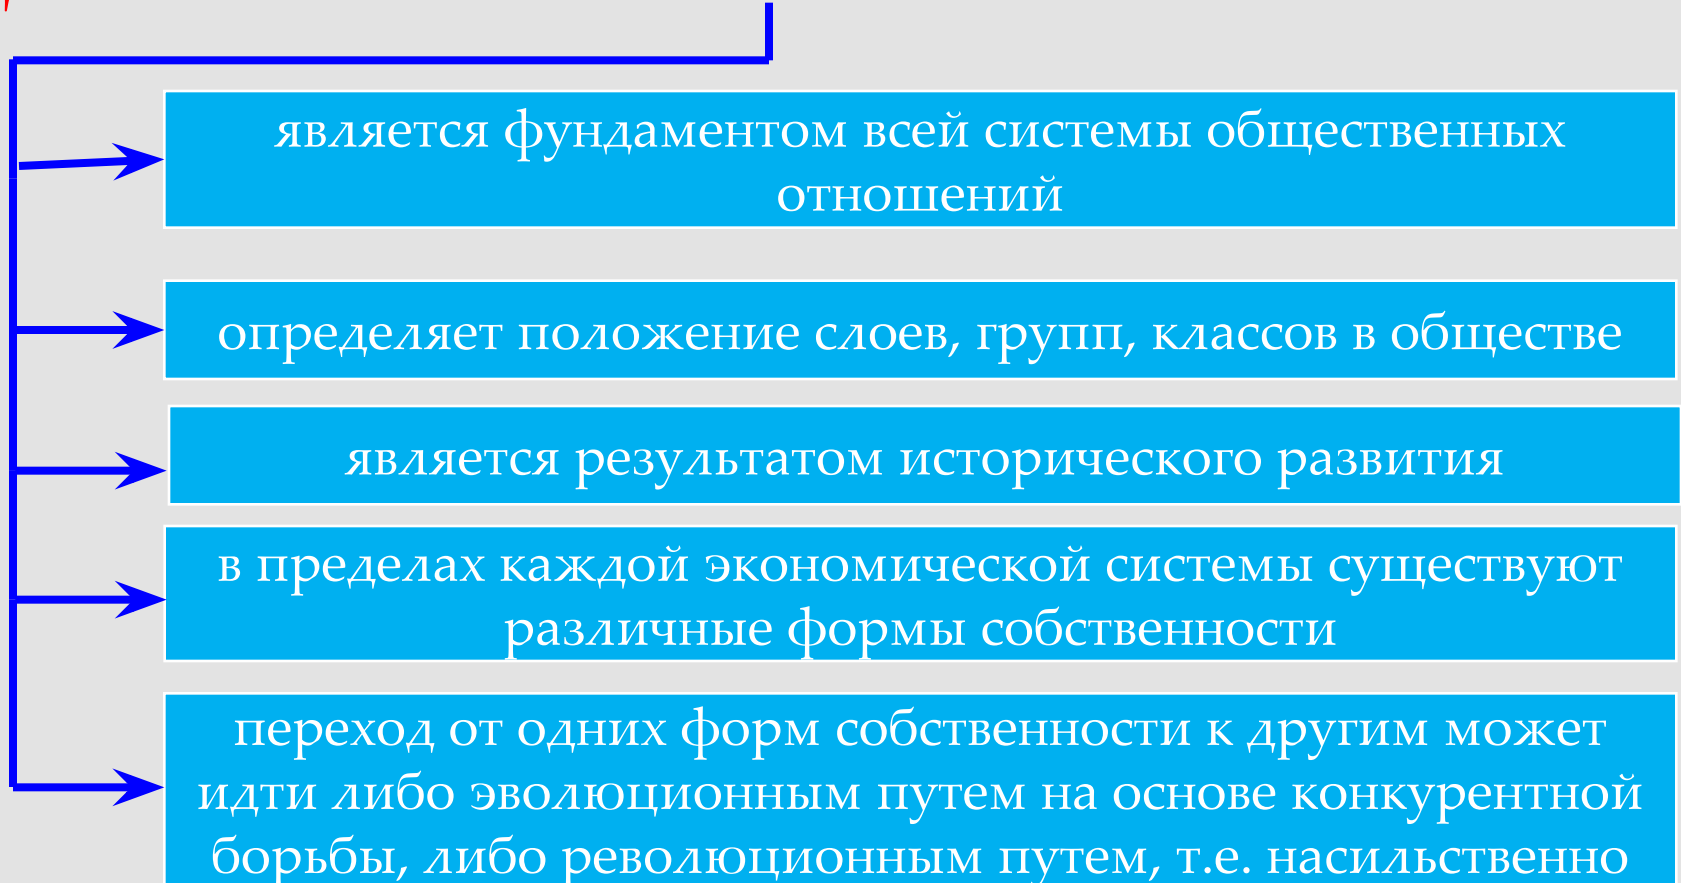 является фундаментом всей системы общественных
отношений
определяет положение слоев, групп, классов в обществе
является результатом исторического развития
в пределах каждой экономической системы существуют
различные формы собственности
переход от одних форм собственности к другим может
идти либо эволюционным путем на основе конкурентной
борьбы, либо революционным путем, т.е. насильственно